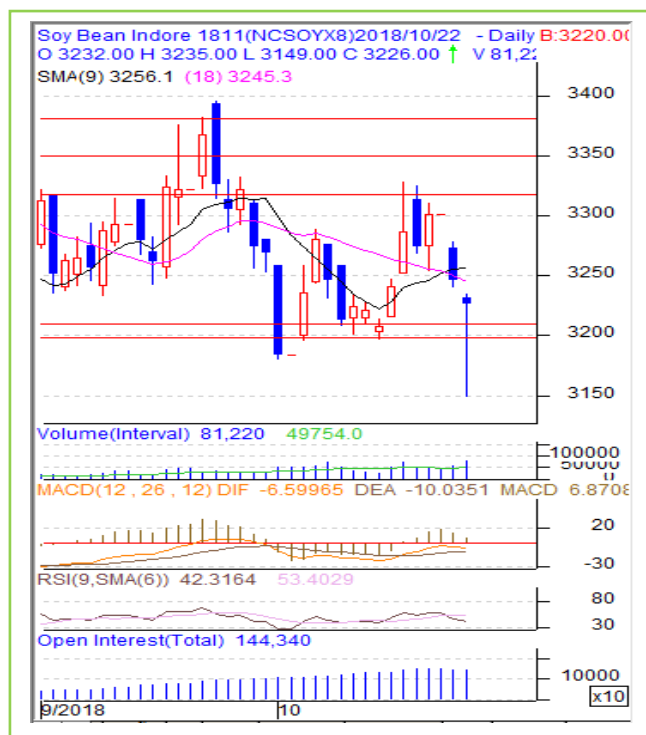 Soy Bean Indore 1811(NCSOYX8)2018/10/22 - Daily B:3220.00
O 3232.00 H 3235.00 L 3149.00 C 3226.00 V 81,22
SMA(9) 3256.1 (18) 3245.3
3400
3350
3300
3250
3200
3150
Volume(Interval) 81,220 49754.0
100000
50000
0
MACD(12 , 26 , 12) DIF -6.59965 DEA -10.0351 MACD 6.8708
20
-30
RSI(9,SMA(6)) 42.3164 53.4029
80
30
Open Interest(Total) 144,340
10000
x10
9/2018 10